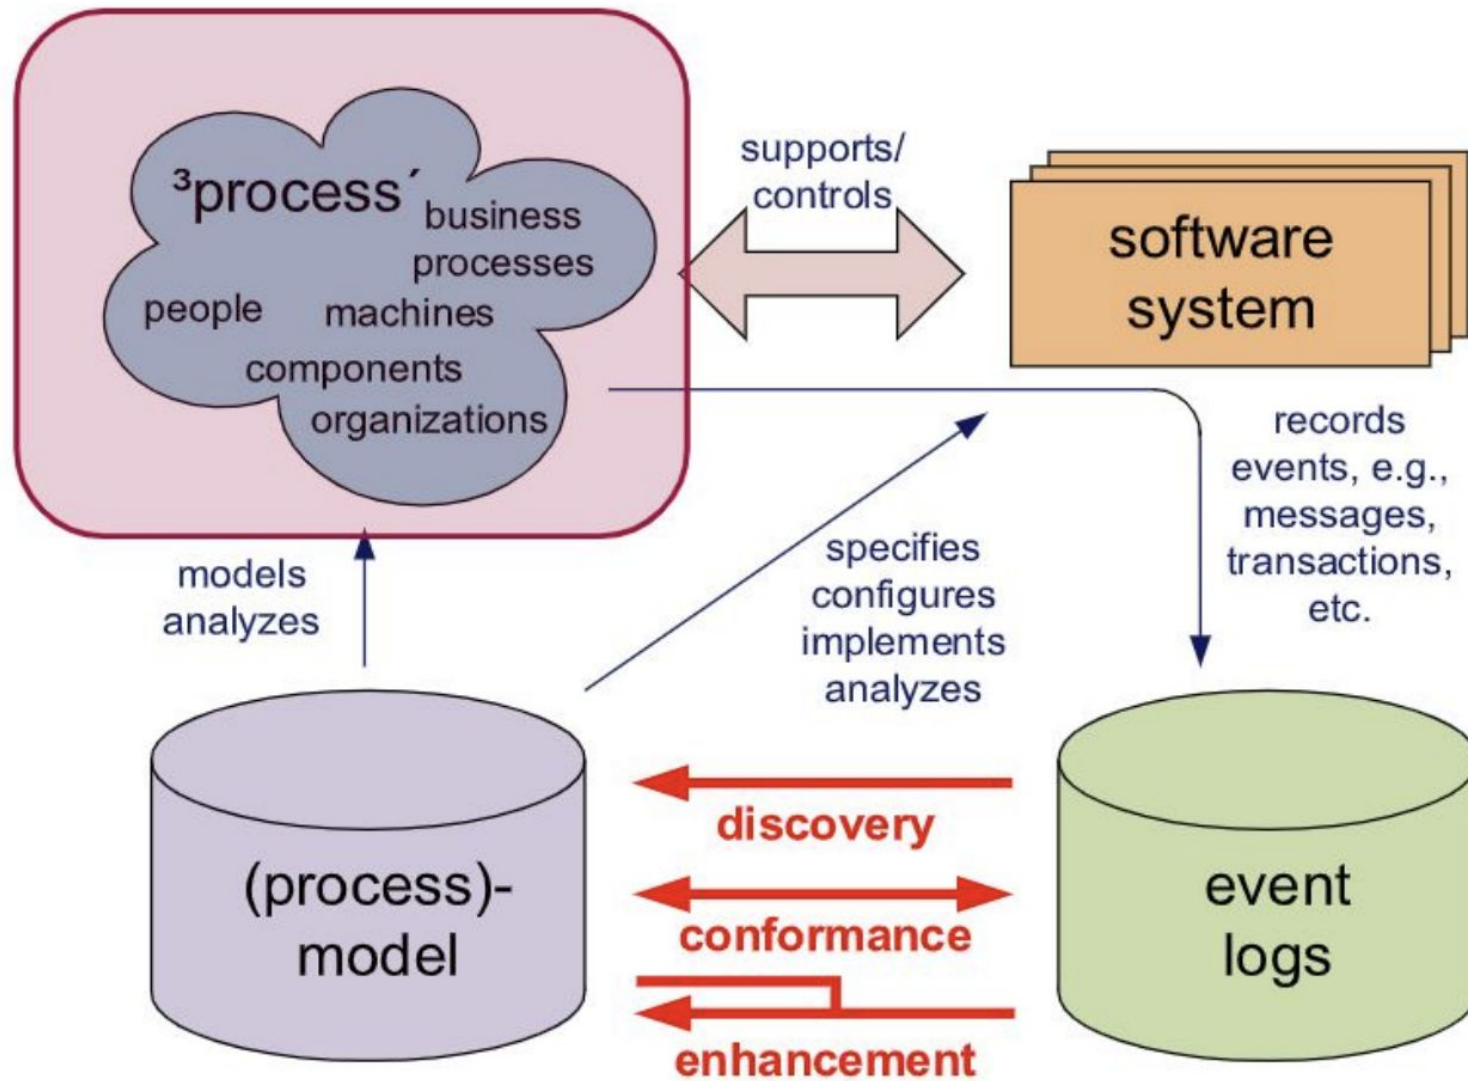 ³process´
business
processes
people
machines
components
organizations
supports/
controls
software
system
records
events, e.g.,
messages,
transactions,
etc.
models
analyzes
specifies
configures
implements
analyzes
(process)-
model
discovery
conformance
enhancement
event
logs